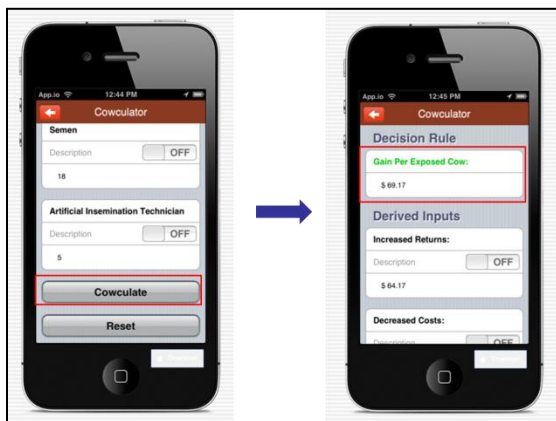 App.io 12:44 PM
Cowculator
Semen
Description OFF
18
Artificial Insemination Technician
Description OFF
5
Cowculate
Reset
App.io 12:45 PM
Cowculator
Decision Rule
Gain Per Exposed Cow:
$ 69.17
Derived Inputs
Increased Returns:
Description OFF
$ 64.17
Decreased Costs:
Description OFF